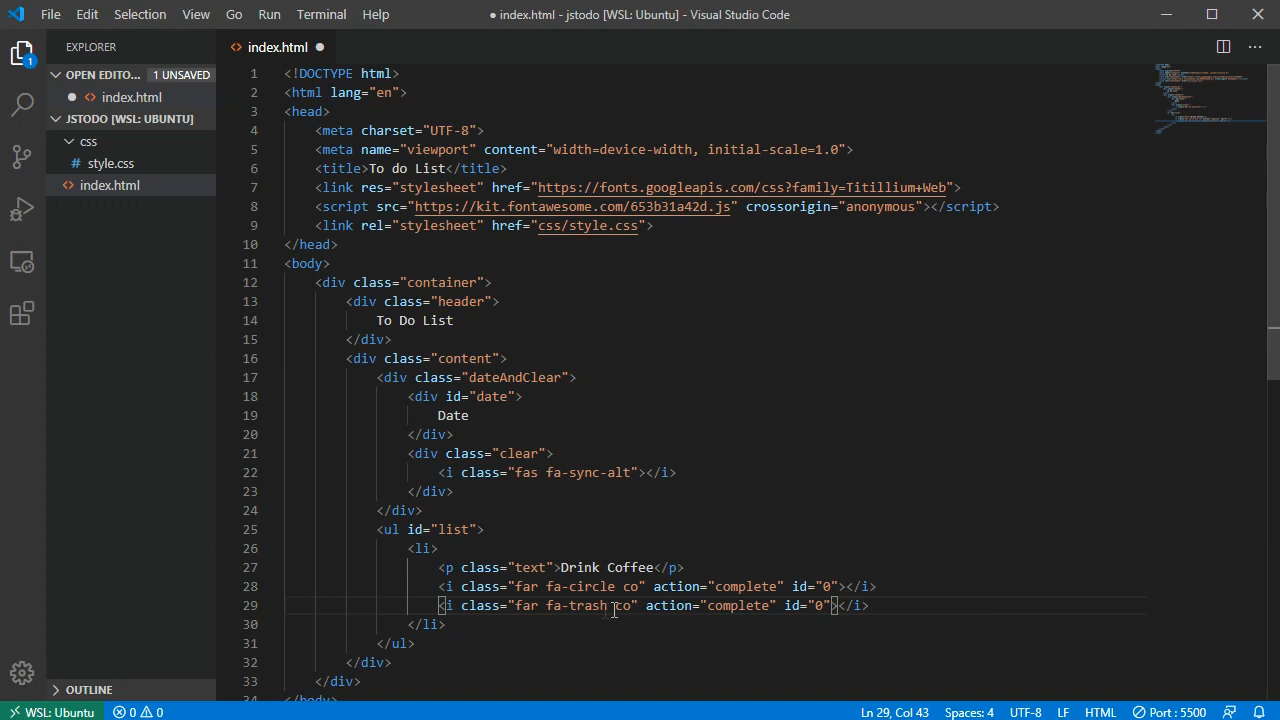 File Edit Selection View Go Run Terminal Help ● index.html - jstodo [WSL: Ubuntu] - Visual Studio Code
EXPLORER
index.html
OPEN EDITO... 1 UNSAVED
index.html
JSTODO [WSL: UBUNTU]
css
# style.css
index.html
OUTLINE
1 <!DOCTYPE html>
2 <html lang="en">
3 <head>
4 <meta charset="UTF-8">
5 <meta name="viewport" content="width=device-width, initial-scale=1.0">
6 <title>To do List</title>
7 <link res="stylesheet" href="https://fonts.googleapis.com/css?family=Titillium+Web">
8 <script src="https://kit.fontawesome.com/653b31a42d.js" crossorigin="anonymous"></script>
9 <link rel="stylesheet" href="css/style.css">
10 </head>
11 <body>
12 <div class="container">
13 <div class="header">
14 To Do List
15 </div>
16 <div class="content">
17 <div class="dateAndClear">
18 <div id="date">
19 Date
20 </div>
21 <div class="clear">
22 <i class="fas fa-sync-alt"></i>
23 </div>
24 </div>
25 <ul id="list">
26 <li>
27 <p class="text">Drink Coffee</p>
28 <i class="far fa-circle co" action="complete" id="0"></i>
29 <i class="far fa-trash co" action="complete" id="0"></i>
30 </li>
31 </ul>
32 </div>
33 </div>
34 </body>
1
WSL: Ubuntu 0 0 Ln 29, Col 43 Spaces: 4 UTF-8 LF HTML Port : 5500